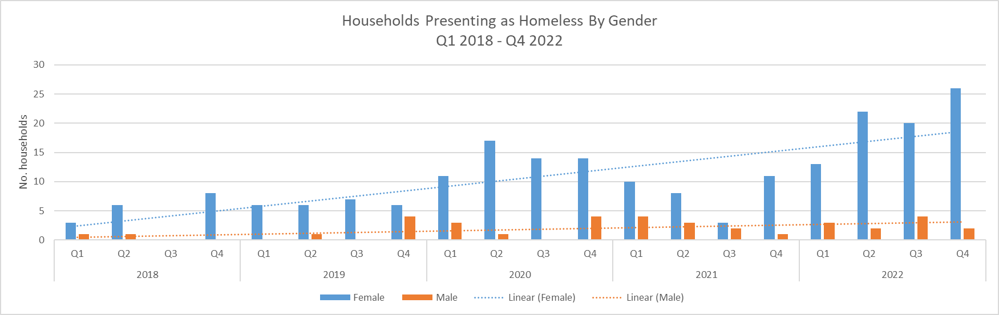 Households Presenting as Homeless By Gender
Q1 2018 - Q4 2022
No. households
30
25
20
15
10
5
0
Q1 Q2 Q3 Q4 Q1 Q2 Q3 Q4 Q1 Q2 Q3 Q4 Q1 Q2 Q3 Q4 Q1 Q2 Q3 Q4
2018 2019 2020 2021 2022
Female Male Linear (Female) Linear (Male)